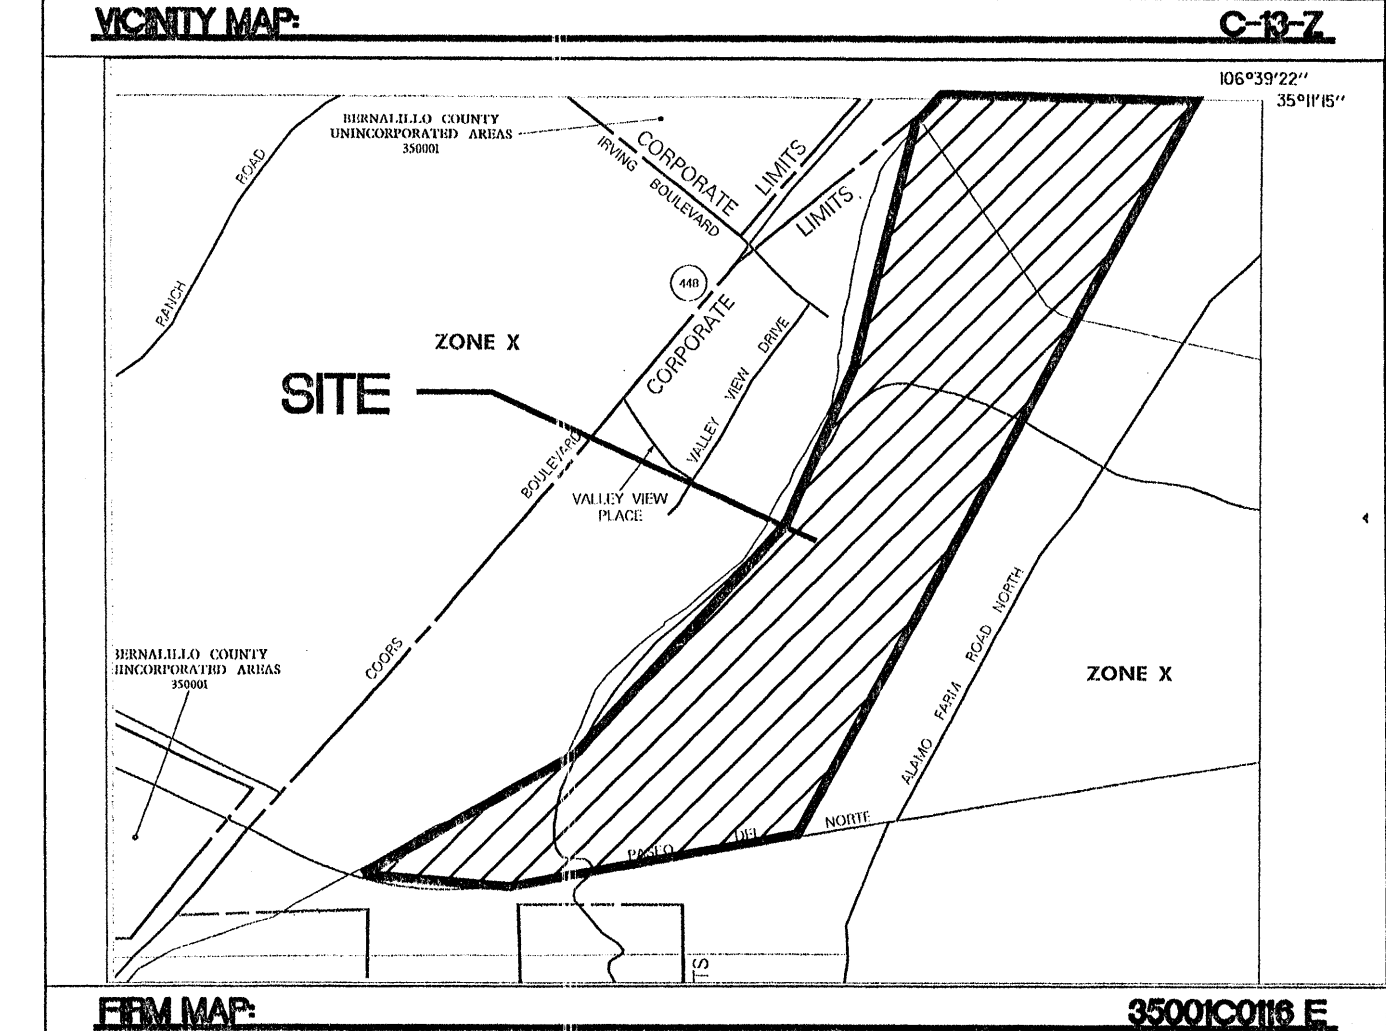 VICINITY MAP:
C-13-Z
106°39'22''
35°11'15''
BERNALILLO COUNTY
UNINCORPORATED AREAS
350001
CORPORATE
LIMITS
IRVING BOULEVARD
LIMITS
RANCH ROAD
448
CORPORATE
ZONE X
SITE
VALLEY VIEW DRIVE
BOULEVARD
VALLEY VIEW
PLACE
COORS
ALAMO FARIA ROAD NORTH
BERNALILLO COUNTY
UNINCORPORATED AREAS
350001
ZONE X
PASEO DEL NORTE
TS
FIRM MAP:
35001C0116 E